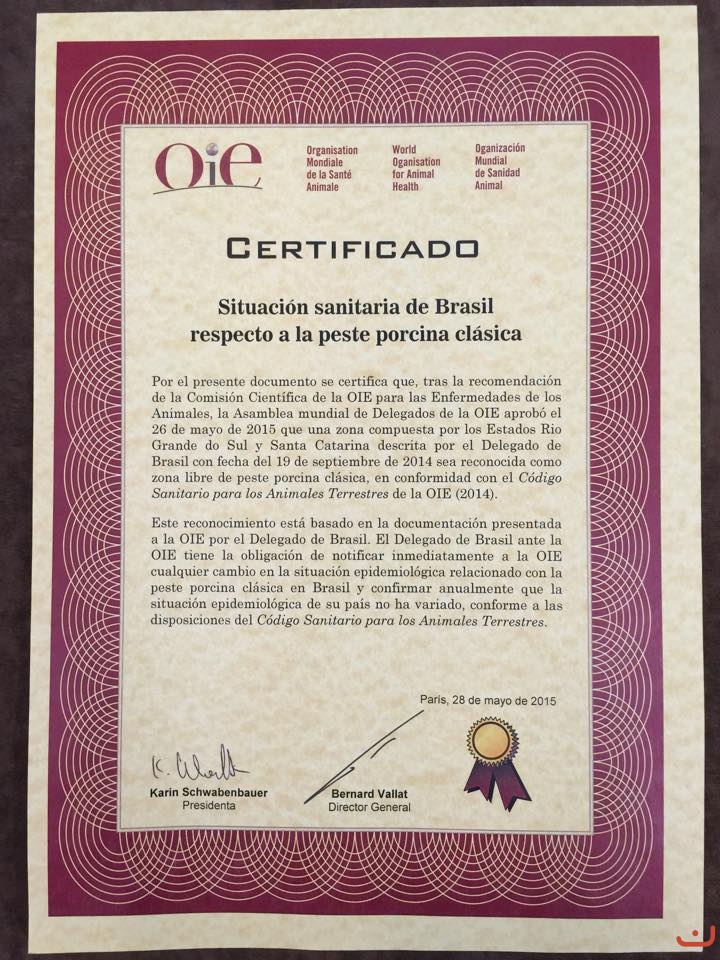 OiE
Organisation
Mondiale
de la Santé
Animale
World
Oganisation
for Animal
Health
Oganización
Mundial
de Sanidad
Animal
CERTIFICADO
Situación sanitaria de Brasil
respecto a la peste porcina clásica
Por el presente documento se certifica que, tras la recomendación
de la Comisión Científica de la OIE para las Enfermedades de los
Animales, la Asamblea mundial de Delegados de la OIE aprobó el
26 de mayo de 2015 que una zona compuesta por los Estados Rio
Grande do Sul y Santa Catarina descrita por el Delegado de
Brasil con fecha del 19 de septiembre de 2014 sea reconocida como
zona libre de peste porcina clásica, en conformidad con el Código
Sanitario para los Animales Terrestres de la OIE (2014).
Este reconocimiento está basado en la documentación presentada
a la OIE por el Delegado de Brasil. El Delegado de Brasil ante la
OIE tiene la obligación de notificar inmediatamente a la OIE
cualquier cambio en la situación epidemiológica relacionado con la
peste porcina clásica en Brasil y confirmar anualmente que la
situación epidemiológica de su país no ha variado, conforme a las
disposiciones del Código Sanitario para los Animales Terrestres.
París, 28 de mayo de 2015
Karin Schwabenbauer
Presidenta
Bernard Vallat
Director General